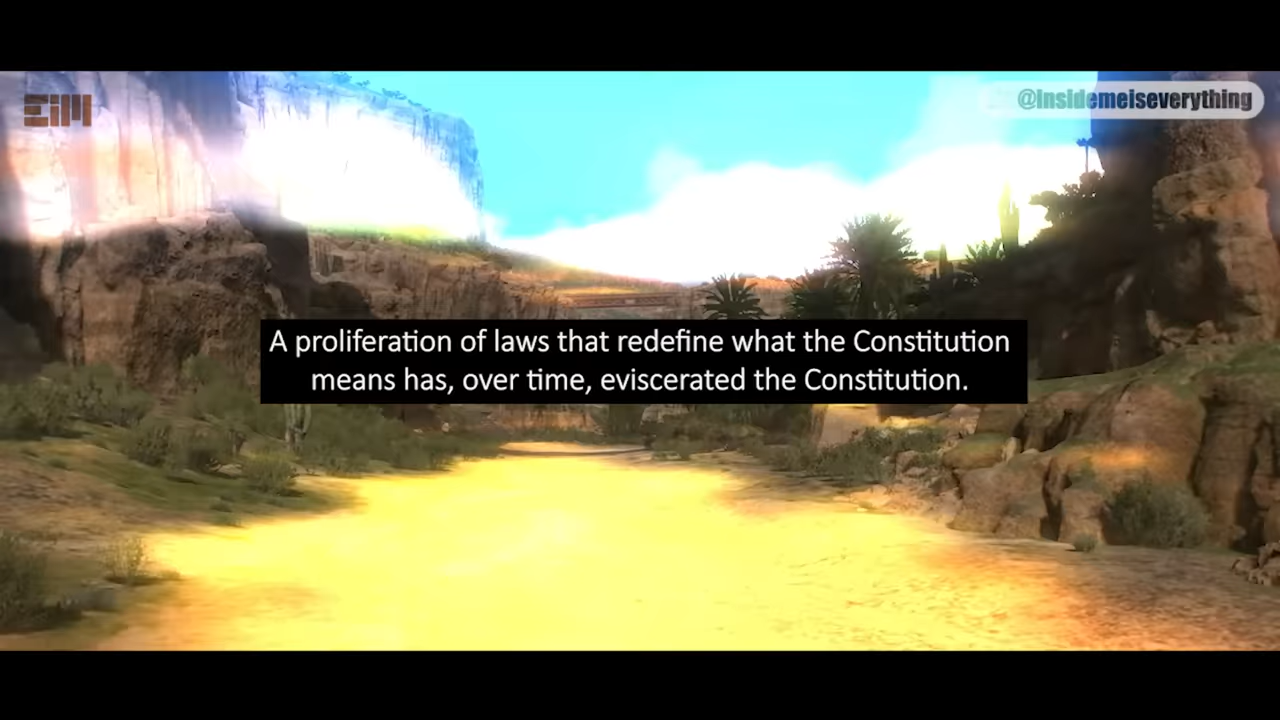 EiM
@Insidemeiseverything
A proliferation of laws that redefine what the Constitution
means has, over time, eviscerated the Constitution.